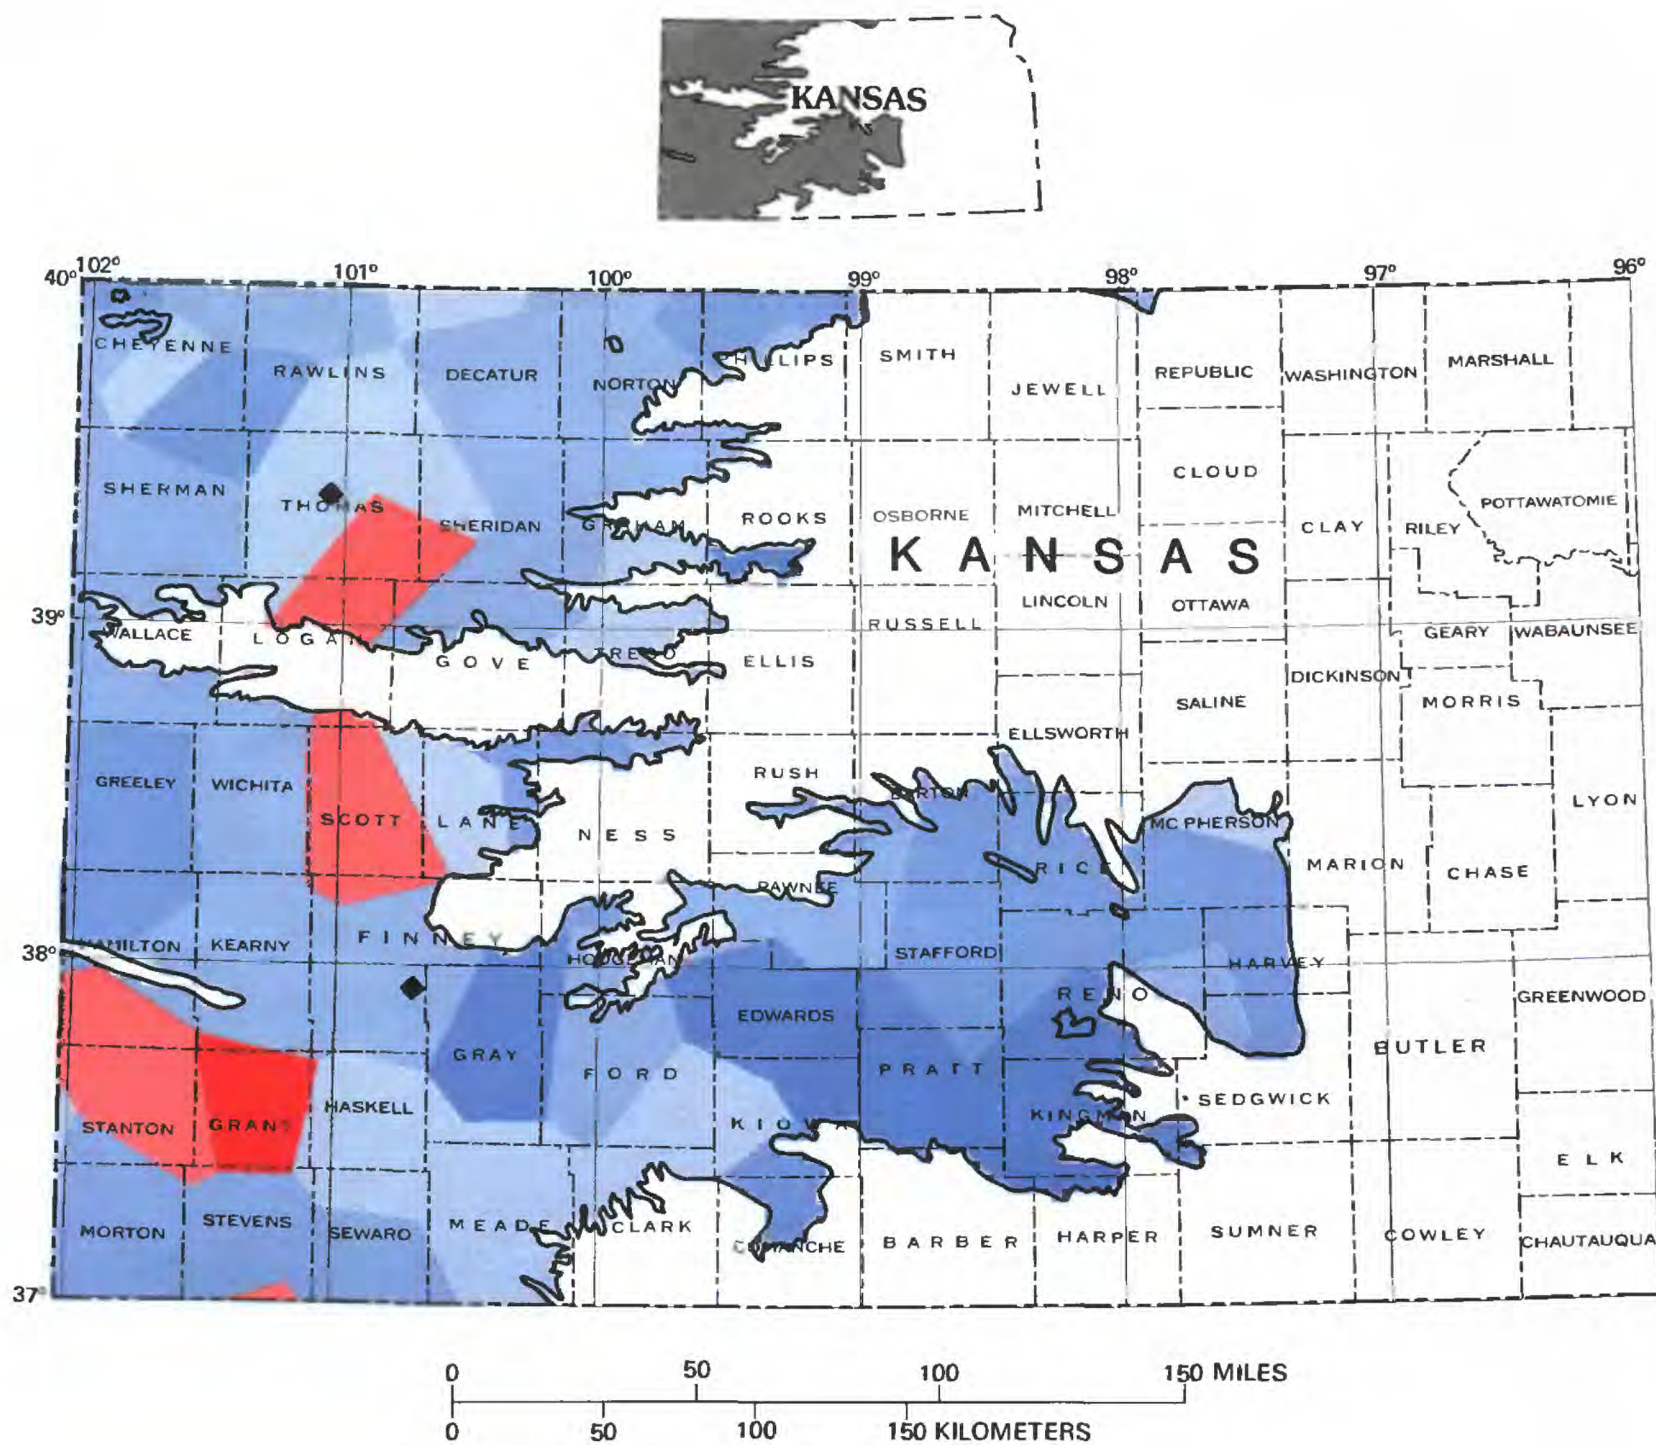 KANSAS
40° 102° 101° 100° 99° 98° 97° 96°
CHEYENNE RAWLINS DECATUR NORTON PHILLIPS SMITH JEWELL REPUBLIC WASHINGTON MARSHALL
SHERMAN THOMAS SHERIDAN GRAHAM ROOKS OSBORNE MITCHELL CLOUD CLAY RILEY POTTAWATOMIE
KANSAS
39° WALLACE LOGAN GOVE TREGO ELLIS RUSSELL LINCOLN OTTAWA GEARY WABAUNSEE
ELLSWORTH SALINE DICKINSON MORRIS
GREELEY WICHITA SCOTT LANE NESS RUSH BARTON RICE MC PHERSON MARION CHASE LYON
PAWNEE
38° HAMILTON KEARNY FINNEY HODGEMAN STAFFORD RENO HARVEY GREENWOOD
GRAY FORD EDWARDS PRATT BUTLER
STANTON GRANT HASKELL KIOWA KINGMAN SEDGWICK ELK
MORTON STEVENS SEWARD MEADE CLARK COMANCHE BARBER HARPER SUMNER COWLEY CHAUTAUQUA
37°
0 50 100 150 MILES
0 50 100 150 KILOMETERS